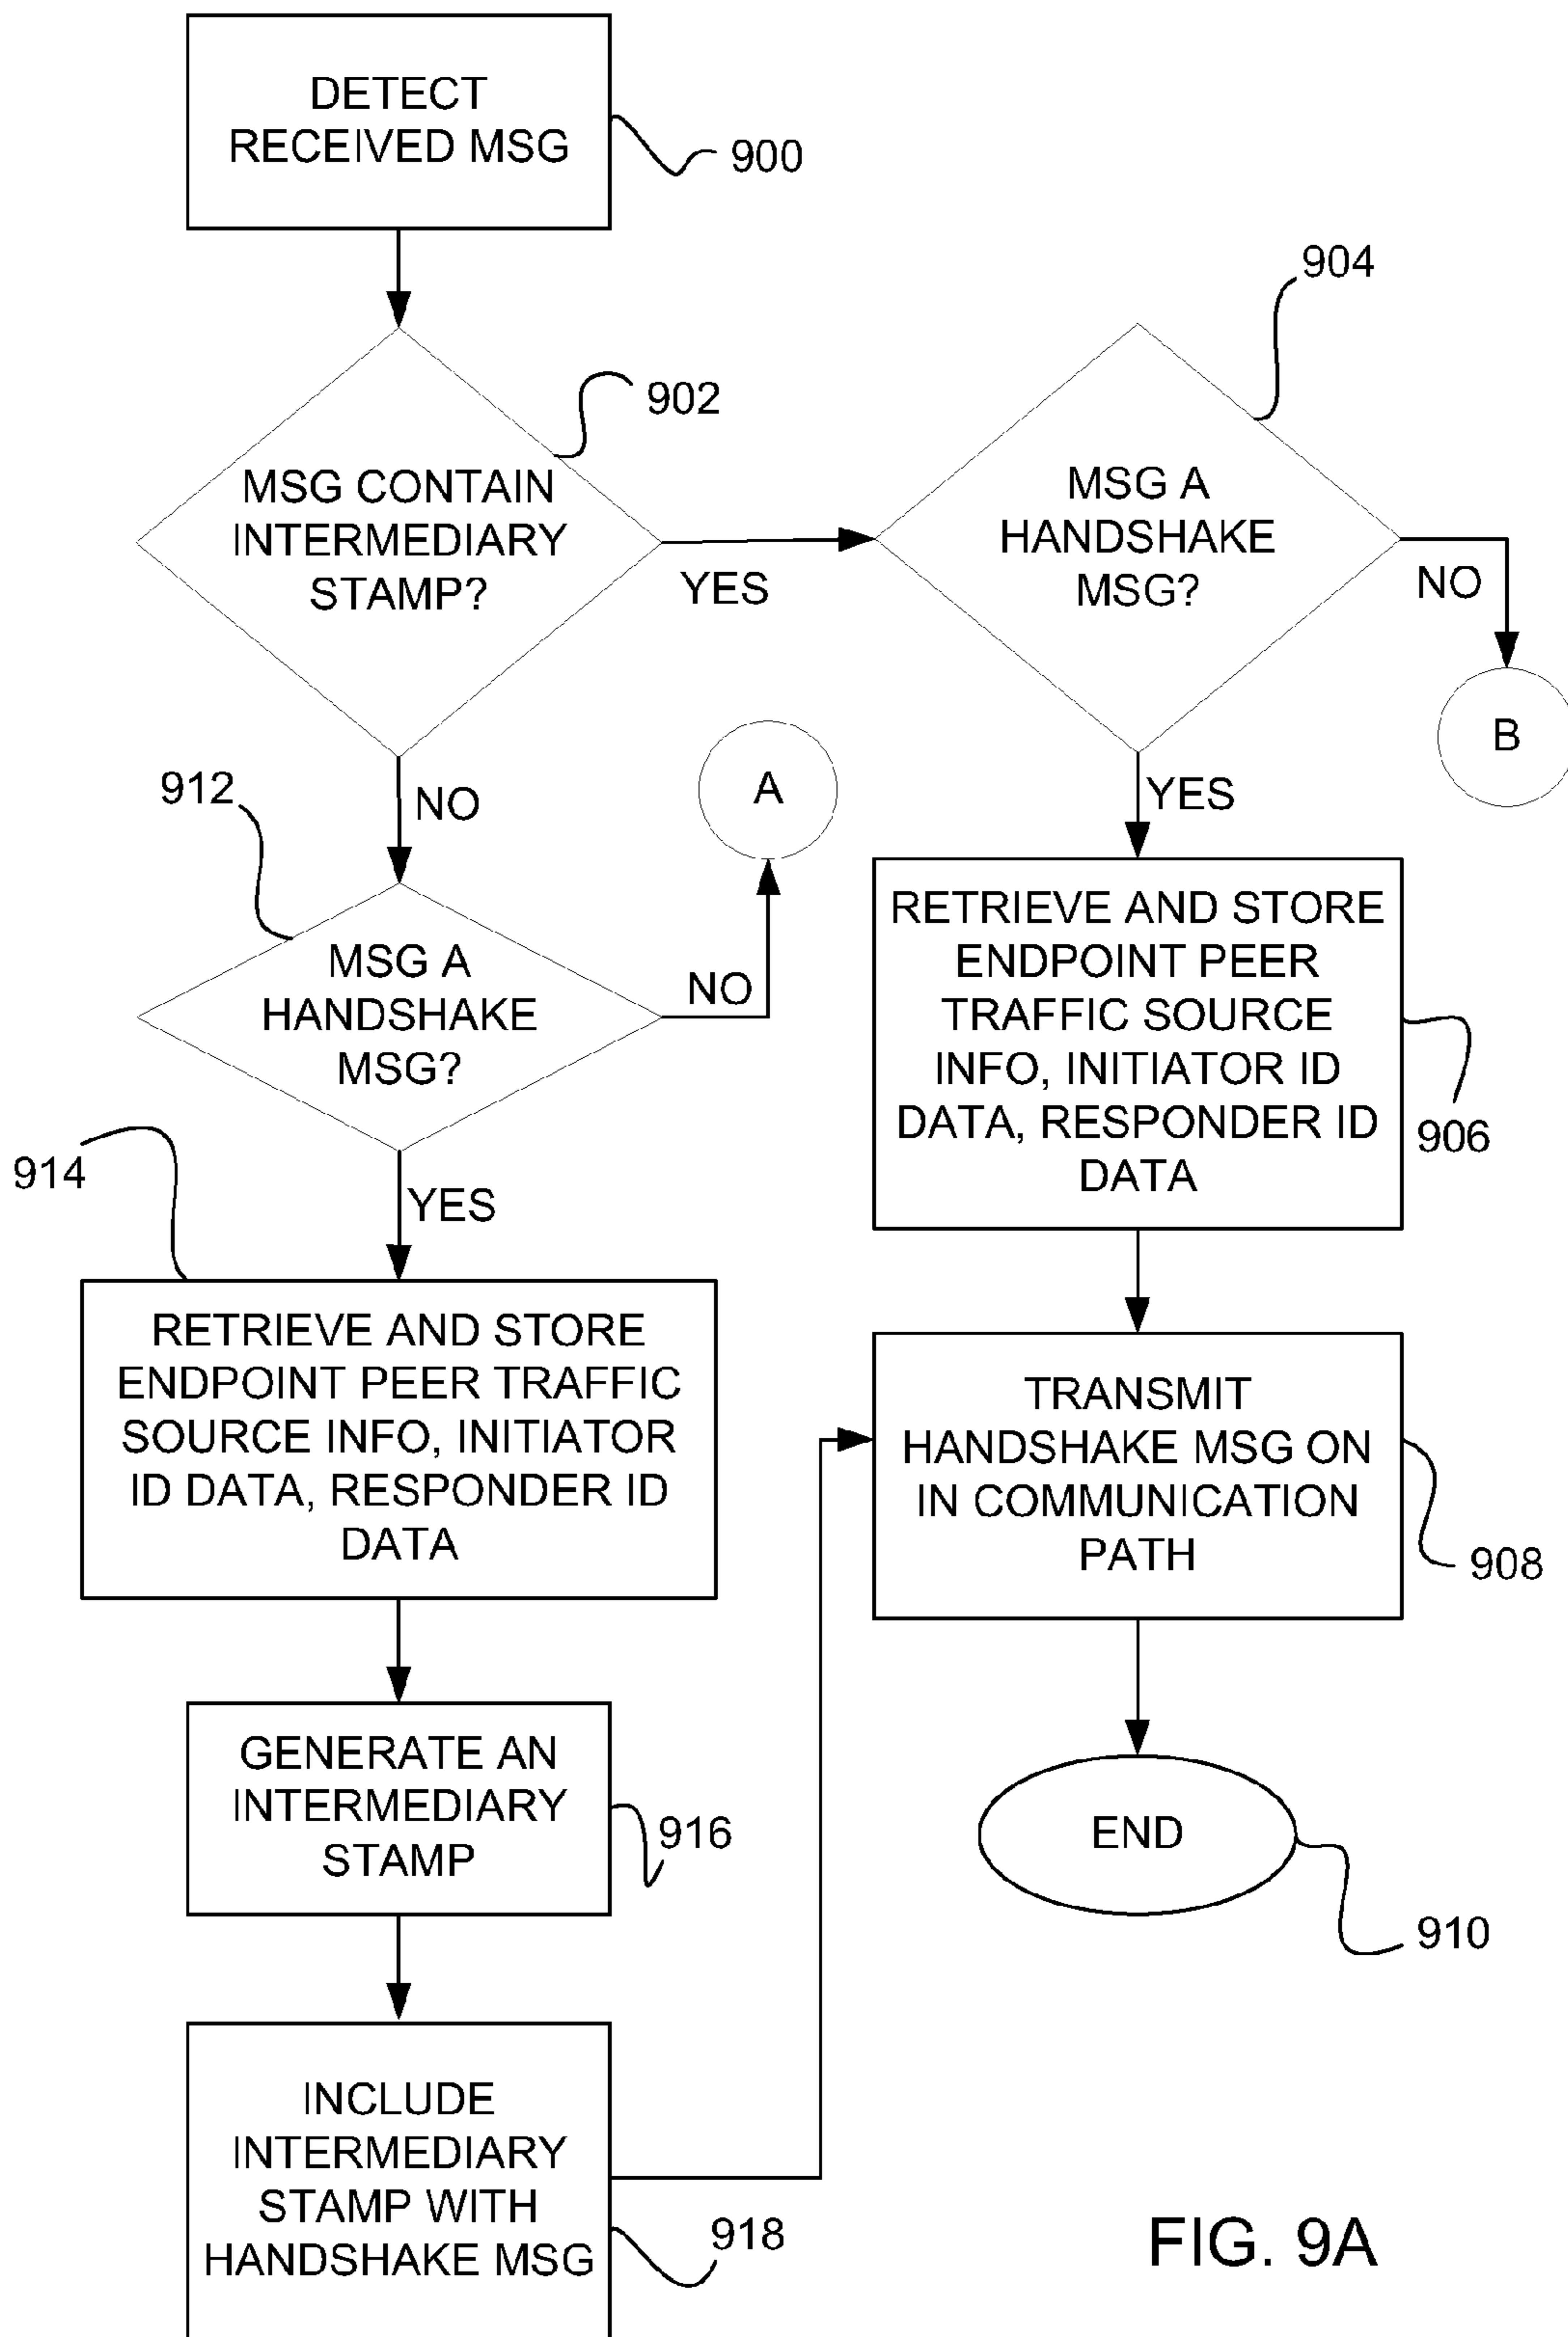 DETECT
RECEIVED MSG
900
902
MSG CONTAIN
INTERMEDIARY
STAMP?
YES
NO
904
MSG A
HANDSHAKE
MSG?
NO
B
YES
906
RETRIEVE AND STORE
ENDPOINT PEER
TRAFFIC SOURCE
INFO, INITIATOR ID
DATA, RESPONDER ID
DATA
908
TRANSMIT
HANDSHAKE MSG ON
IN COMMUNICATION
PATH
END
910
912
MSG A
HANDSHAKE
MSG?
NO
A
YES
914
RETRIEVE AND STORE
ENDPOINT PEER TRAFFIC
SOURCE INFO, INITIATOR
ID DATA, RESPONDER ID
DATA
GENERATE AN
INTERMEDIARY
STAMP
916
INCLUDE
INTERMEDIARY
STAMP WITH
HANDSHAKE MSG
918
FIG. 9A